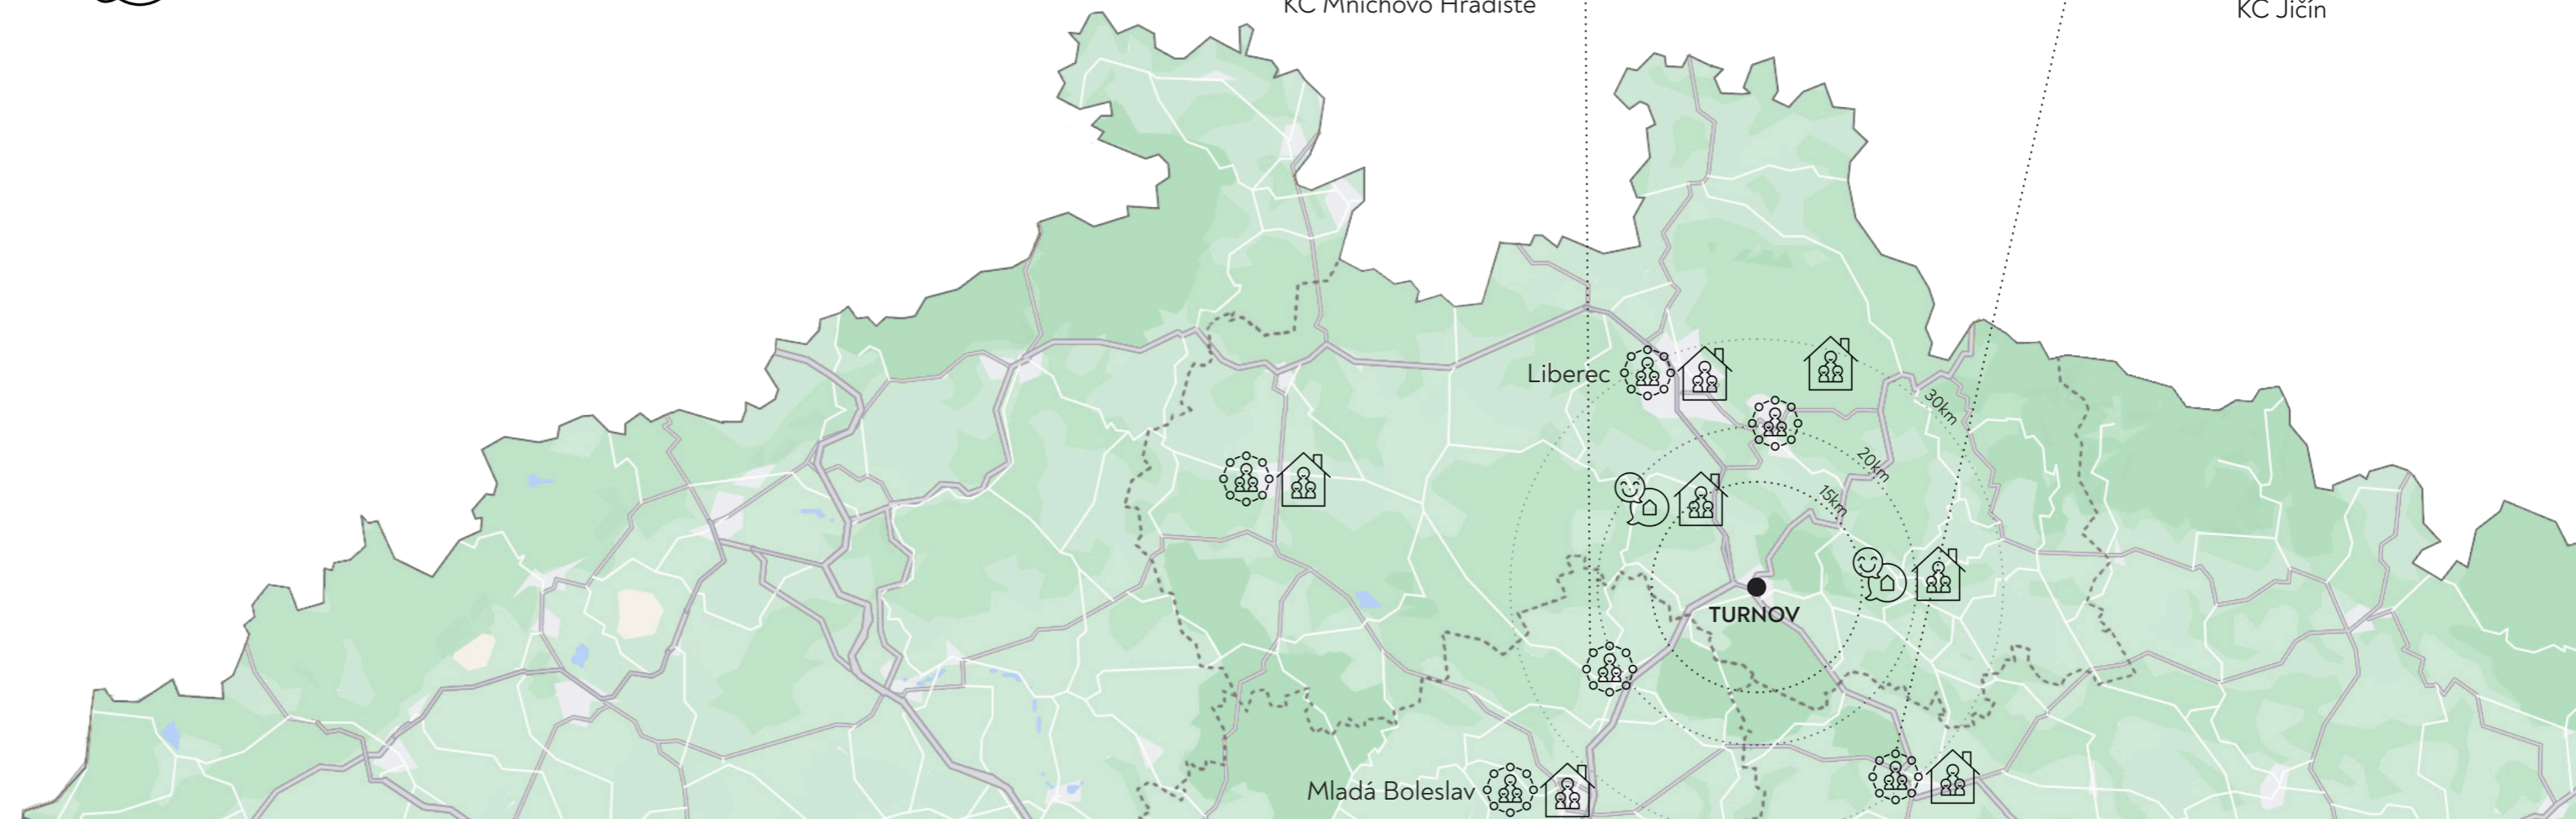 KC Mnichovo Hradiště
KC Jičín
Liberec
30km
20km
15km
TURNOV
Mladá Boleslav